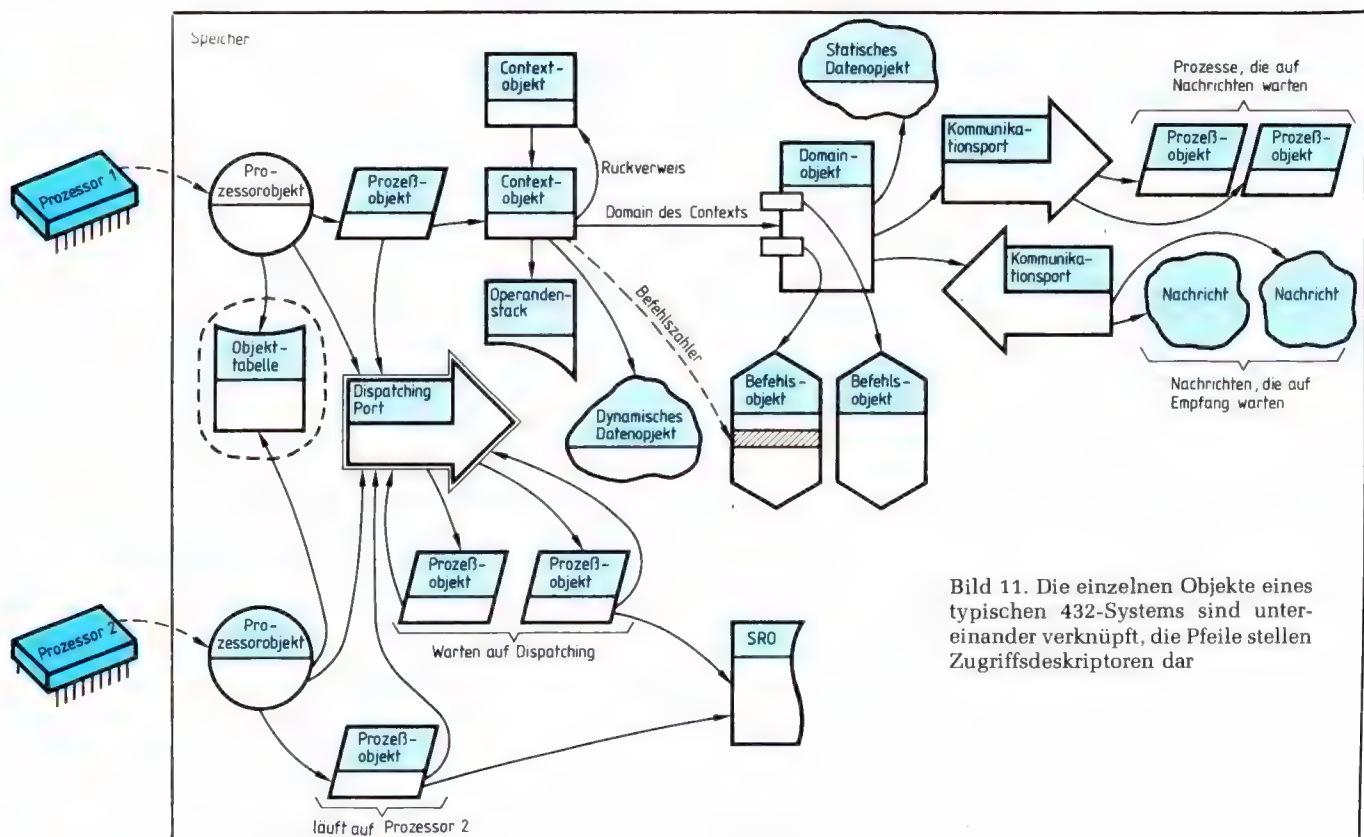 Speicher
Prozessor 1
Pro-
zessorobjekt
Prozeß-
objekt
Context-
objekt
Context-
objekt
Ruckverweis
Domain des Contexts
Statisches
Datenopjekt
Domain-
objekt
Kommunika-
tionsport
Prozesse, die auf
Nachrichten warten
Prozeß-
objekt
Prozeß-
objekt
Kommunika-
tionsport
Nachricht
Nachricht
Nachrichten, die auf
Empfang warten
Objekt-
tabelle
Dispatching
Port
Operanden-
stack
Befehlszahler
Dynamisches
Datenopjekt
Befehls-
objekt
Befehls-
objekt
Prozeß-
objekt
Prozeß-
objekt
Warten auf Dispatching
Prozessor 2
Pro-
zessorobjekt
Prozeß-
objekt
läuft auf Prozessor 2
SRO
Bild 11. Die einzelnen Objekte eines
typischen 432-Systems sind unter-
einander verknüpft, die Pfeile stellen
Zugriffsdeskriptoren dar